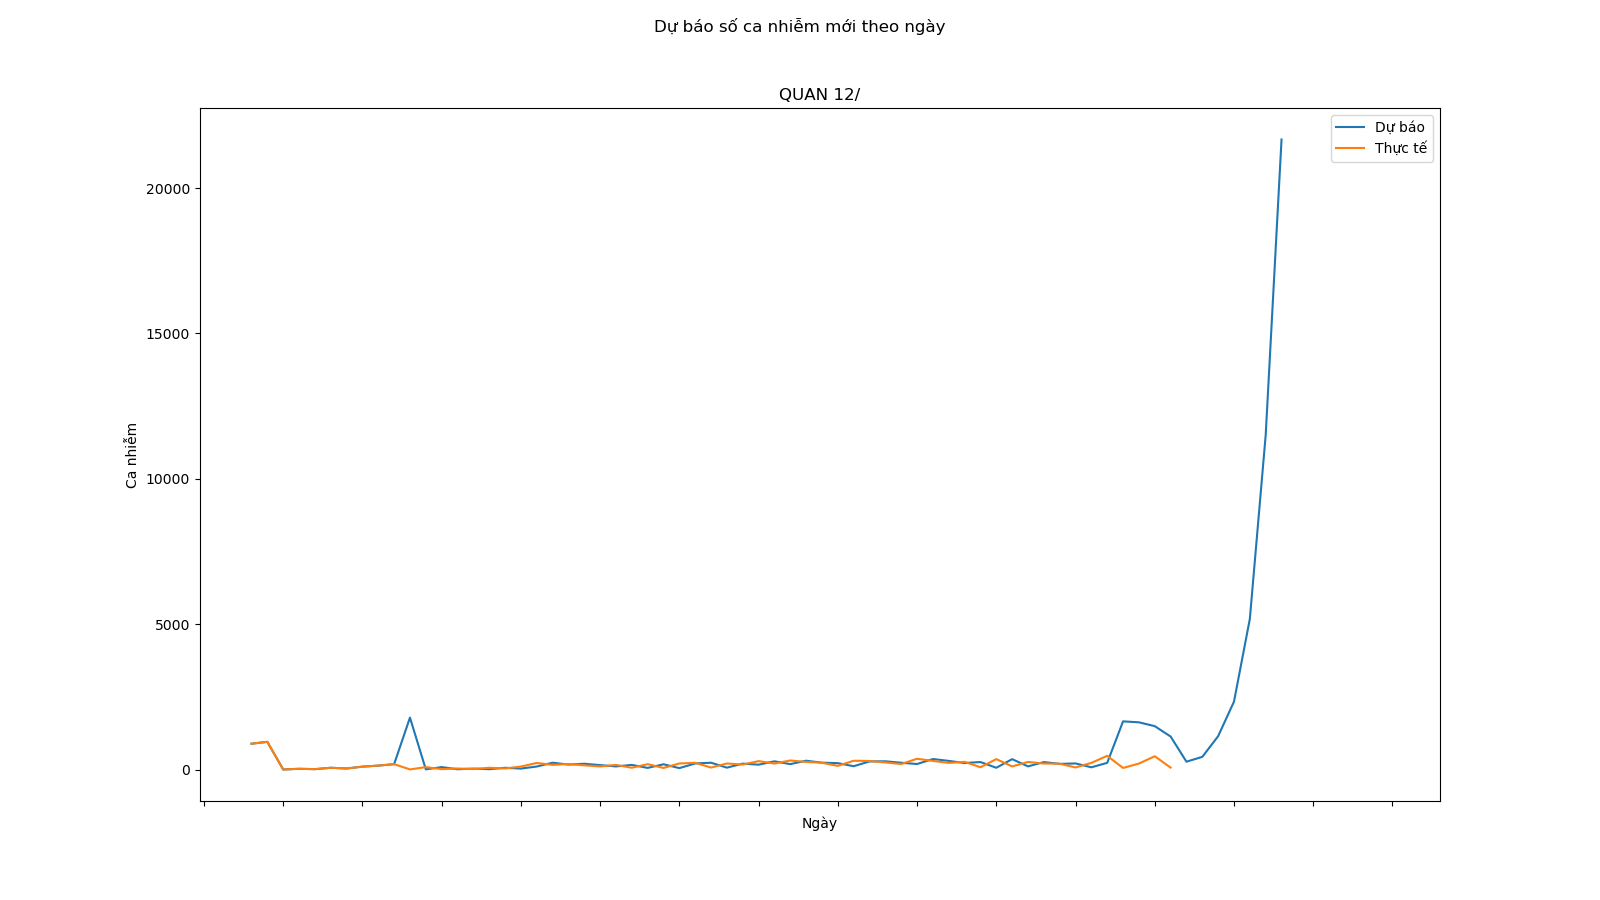 Dự báo số ca nhiễm mới theo ngày
QUAN 12/
Dự báo
Thực tế
20000
15000
10000
5000
0
Ca nhiễm
Ngày